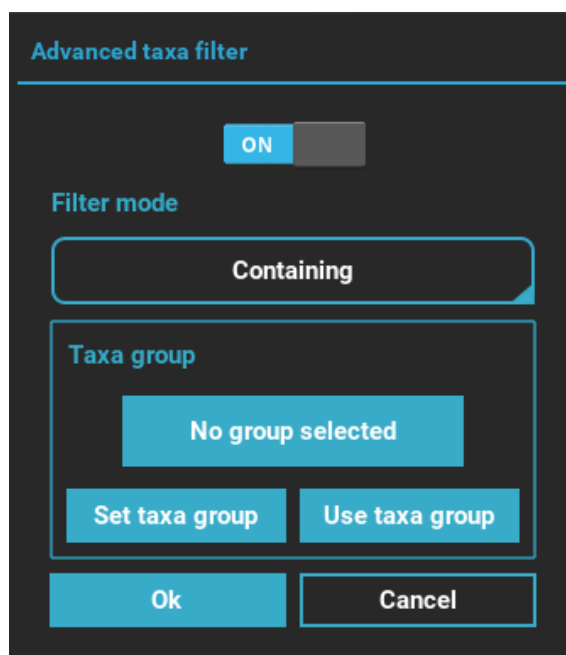 Advanced taxa filter
ON
Filter mode
Containing
Taxa group
No group selected
Set taxa group
Use taxa group
Ok
Cancel